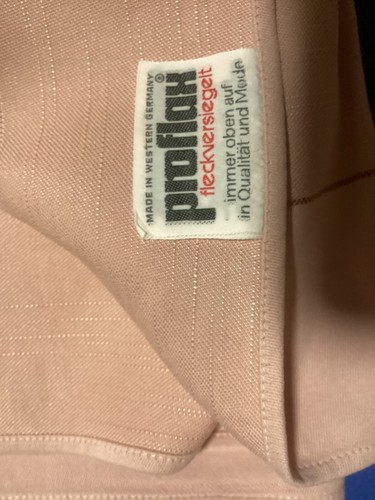 MADE IN WESTERN GERMANY
proflax®
fleckversiegelt
immer oben auf
in Qualität und Mode